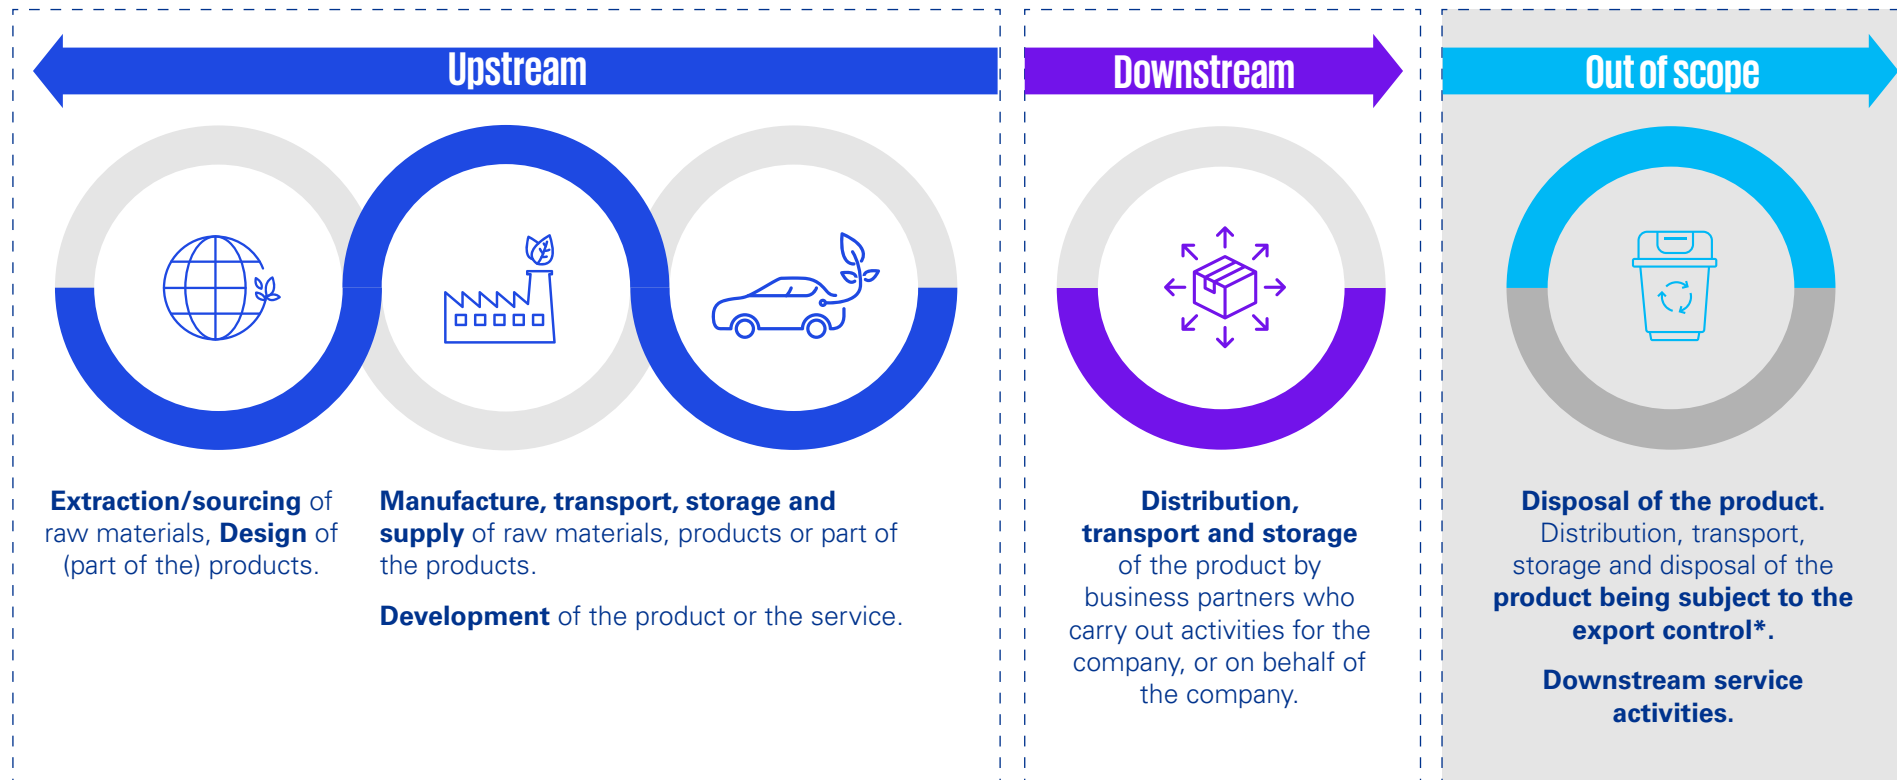 Upstream
Extraction/sourcing of
raw materials, Design of
(part of the) products.
Manufacture, transport, storage and
supply of raw materials, products or part of
the products.
Development of the product or the service.
Downstream
Distribution,
transport and storage
of the product by
business partners who
carry out activities for the
company, or on behalf of
the company.
Out of scope
Disposal of the product.
Distribution, transport,
storage and disposal of the
product being subject to the
export control*.
Downstream service
activities.